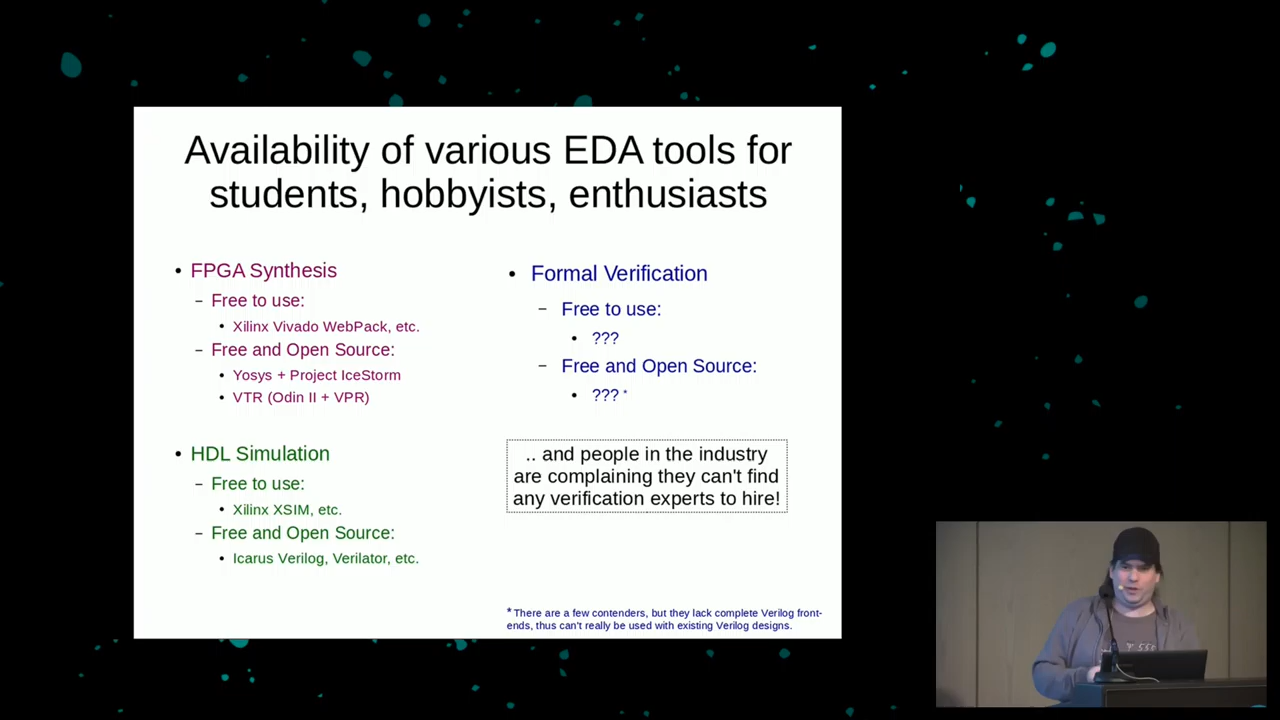 Availability of various EDA tools for
students, hobbyists, enthusiasts
• FPGA Synthesis
– Free to use:
• Xilinx Vivado WebPack, etc.
– Free and Open Source:
• Yosys + Project IceStorm
• VTR (Odin II + VPR)
• HDL Simulation
– Free to use:
• Xilinx XSIM, etc.
– Free and Open Source:
• Icarus Verilog, Verilator, etc.
• Formal Verification
– Free to use:
• ???
– Free and Open Source:
• ??? *
.. and people in the industry
are complaining they can't find
any verification experts to hire!
* There are a few contenders, but they lack complete Verilog front-
ends, thus can't really be used with existing Verilog designs.